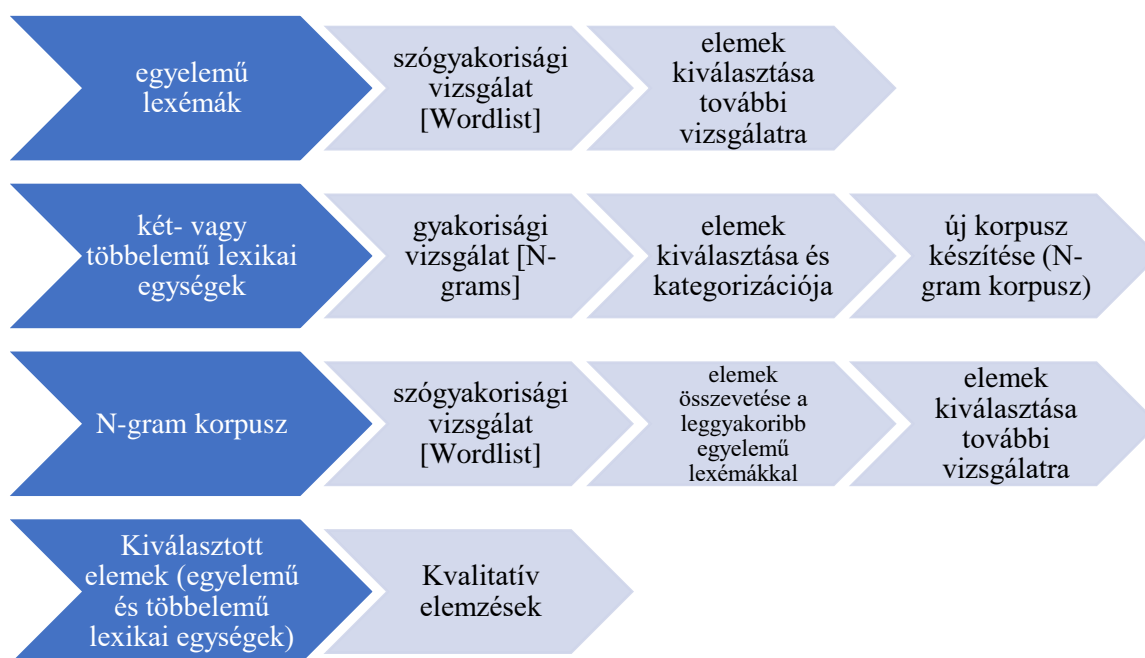 egyelemű
lexémák
szógyakorisági
vizsgálat
[Wordlist]
elemek
kiválasztása
további
vizsgálatra
két- vagy
többelemű lexikai
egységek
gyakorisági
vizsgálat [N-
grams]
elemek
kiválasztása és
kategorizációja
új korpusz
készítése (N-
gram korpusz)
N-gram korpusz
szógyakorisági
vizsgálat
[Wordlist]
elemek
összevetése a
leggyakoribb
egyelemű
lexémákkal
elemek
kiválasztása
további
vizsgálatra
Kiválasztott
elemek (egyelemű
és többelemű
lexikai egységek)
Kvalitatív
elemzések